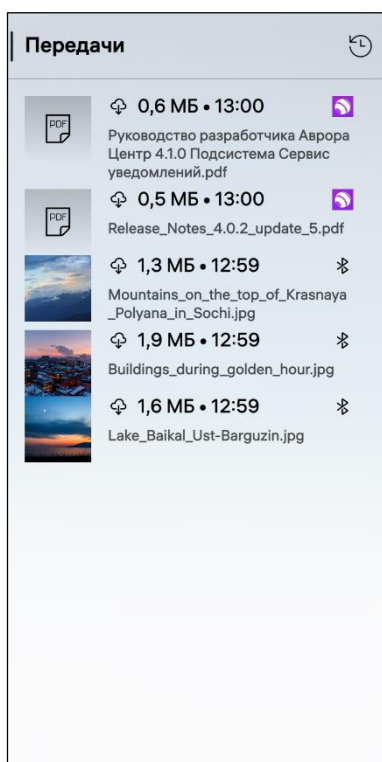 Передачи
PDF
0,6 МБ • 13:00
Руководство разработчика Аврора
Центр 4.1.0 Подсистема Сервис
уведомлений.pdf
PDF
0,5 МБ • 13:00
Release_Notes_4.0.2_update_5.pdf
1,3 МБ • 12:59
Mountains_on_the_top_of_Krasnaya
_Polyana_in_Sochi.jpg
1,9 МБ • 12:59
Buildings_during_golden_hour.jpg
1,6 МБ • 12:59
Lake_Baikal_Ust-Barguzin.jpg